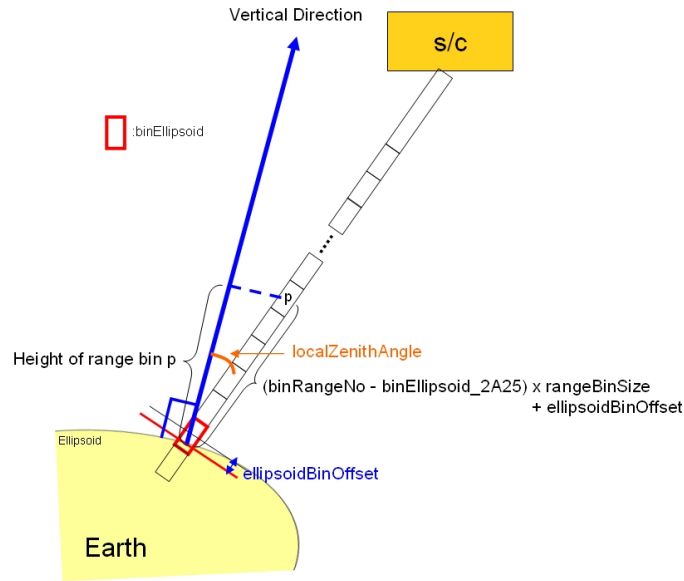 Vertical Direction
s/c
:binEllipsoid
p
localZenithAngle
Height of range bin p
(binRangeNo - binEllipsoid_2A25) x rangeBinSize
+ ellipsoidBinOffset
Ellipsoid
ellipsoidBinOffset
Earth